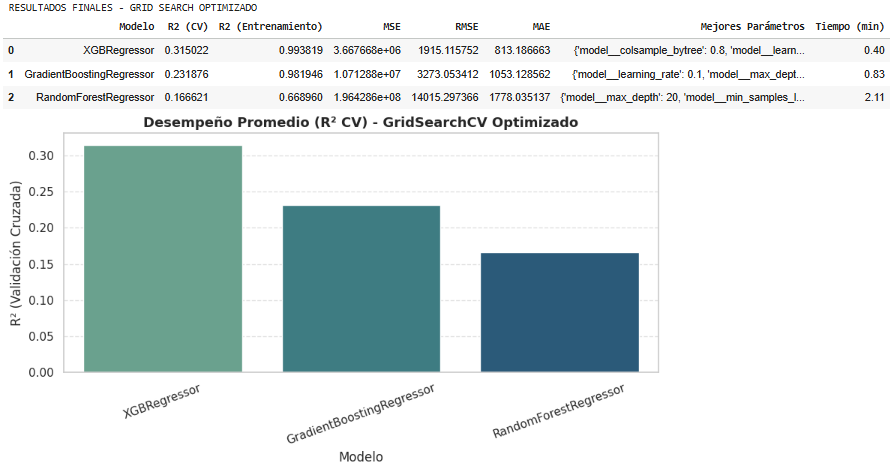 RESULTADOS FINALES - GRID SEARCH OPTIMIZADO
Modelo R2 (CV) R2 (Entrenamiento) MSE RMSE MAE Mejores Parámetros Tiempo (min)
0 XGBRegressor 0.315022 0.993819 3.667668e+06 1915.115752 813.186663 {'model__colsample_bytree': 0.8, 'model__learn... 0.40
1 GradientBoostingRegressor 0.231876 0.981946 1.071288e+07 3273.053412 1053.128562 {'model__learning_rate': 0.1, 'model__max_dept... 0.83
2 RandomForestRegressor 0.166621 0.668960 1.964286e+08 14015.297366 1778.035137 {'model__max_depth': 20, 'model__min_samples_l... 2.11
Desempeño Promedio (R² CV) - GridSearchCV Optimizado
R² (Validación Cruzada)
0.30
0.25
0.20
0.15
0.10
0.05
0.00
XGBRegressor
GradientBoostingRegressor
RandomForestRegressor
Modelo